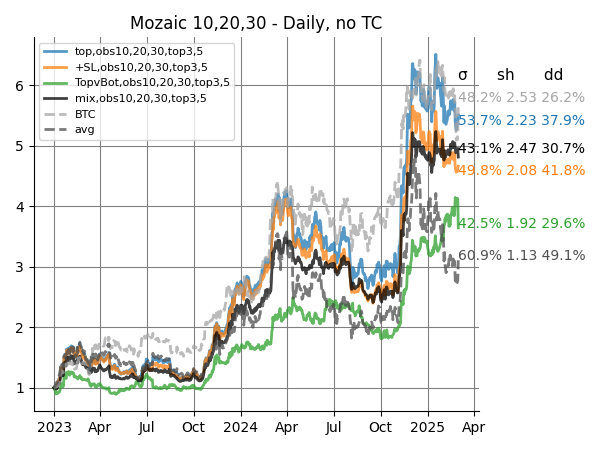 Mozaic 10,20,30 - Daily, no TC
top,obs10,20,30,top3,5
+SL,obs10,20,30,top3,5
TopvBot,obs10,20,30,top3,5
mix,obs10,20,30,top3,5
BTC
avg
σ sh dd
48.2% 2.53 26.2%
53.7% 2.23 37.9%
43.1% 2.47 30.7%
49.8% 2.08 41.8%
42.5% 1.92 29.6%
60.9% 1.13 49.1%
6
5
4
3
2
1
2023 Apr Jul Oct 2024 Apr Jul Oct 2025 Apr